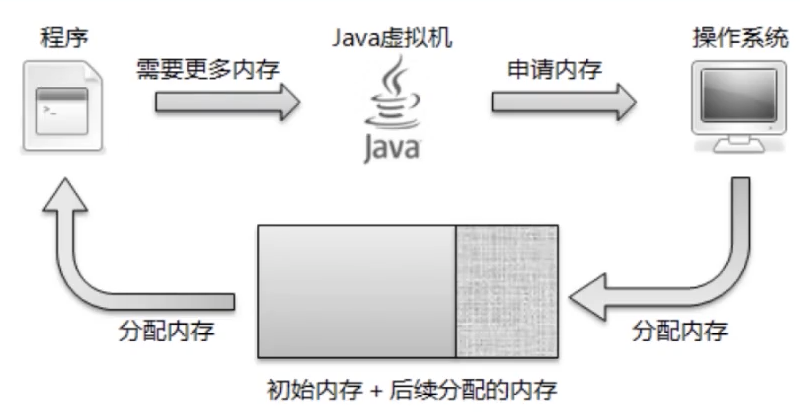 程序
Java虚拟机
操作系统
需要更多内存
申请内存
>_
Java
分配内存
分配内存
初始内存 + 后续分配的内存